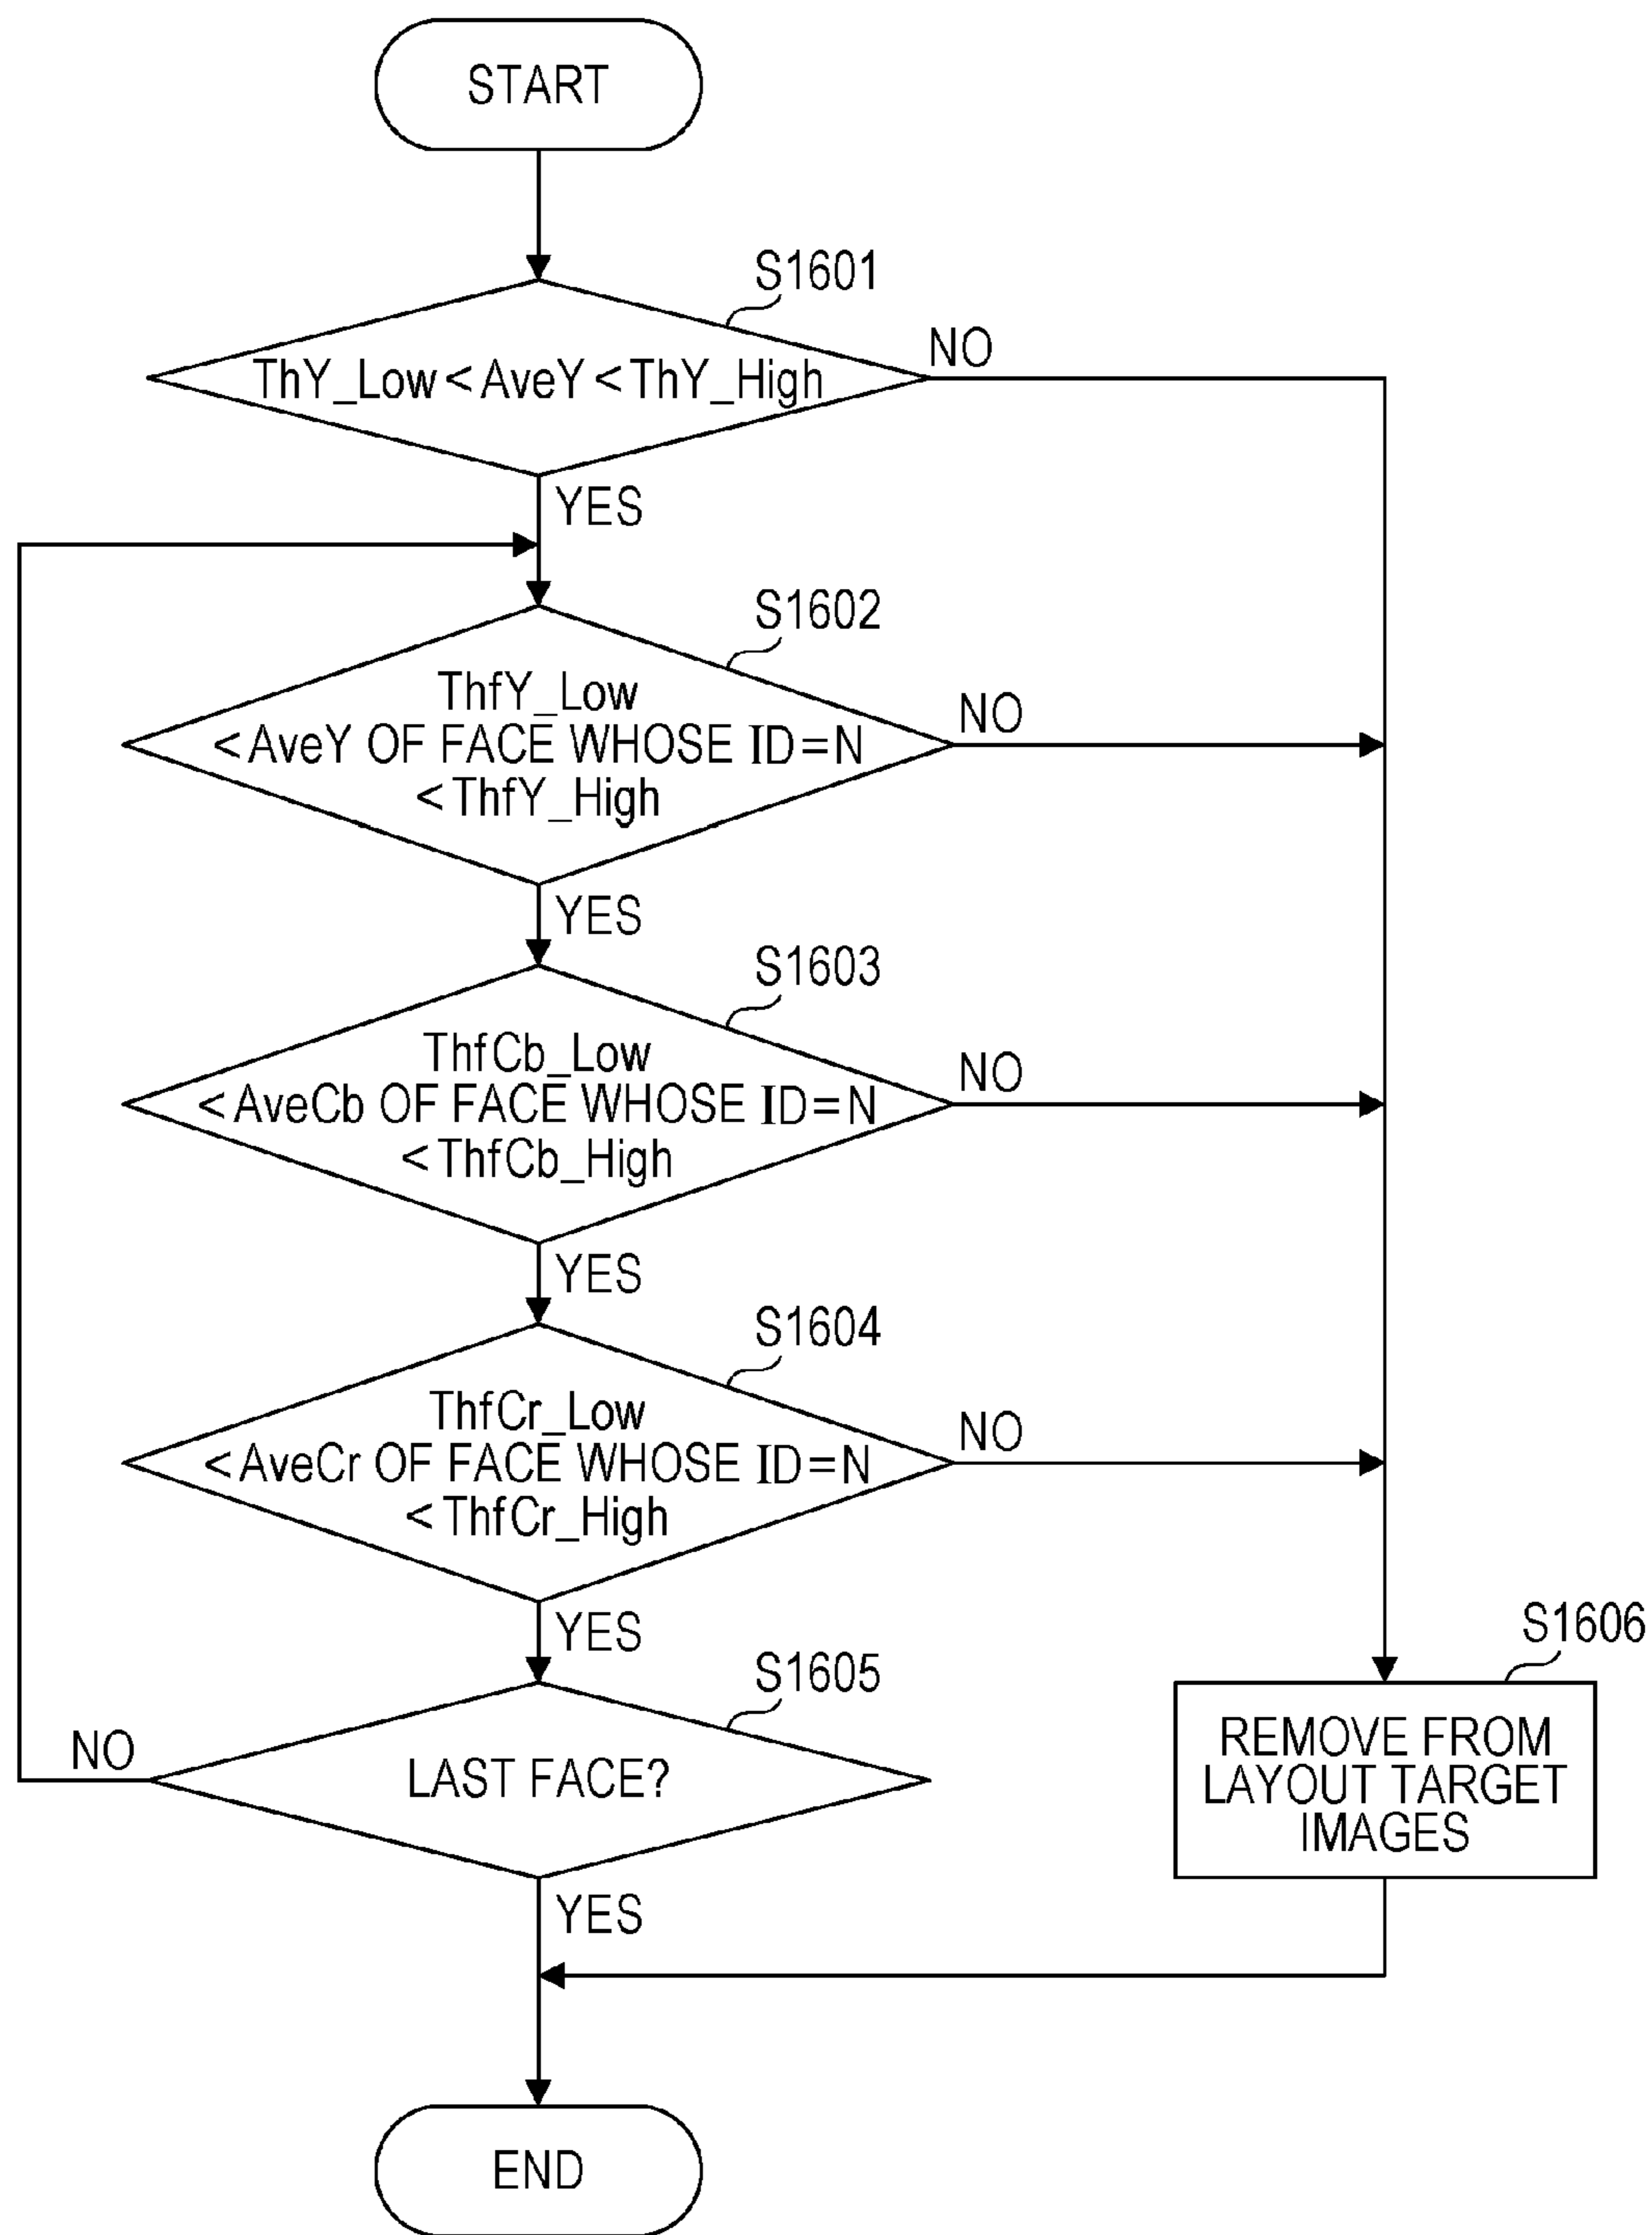 START
S1601
ThY_Low<AveY<ThY_High
NO
YES
S1602
ThfY_Low
<AveY OF FACE WHOSE ID=N
<ThfY_High
NO
YES
S1603
ThfCb_Low
<AveCb OF FACE WHOSE ID=N
<ThfCb_High
NO
YES
S1604
ThfCr_Low
<AveCr OF FACE WHOSE ID=N
<ThfCr_High
NO
YES
S1605
LAST FACE?
NO
YES
S1606
REMOVE FROM
LAYOUT TARGET
IMAGES
END